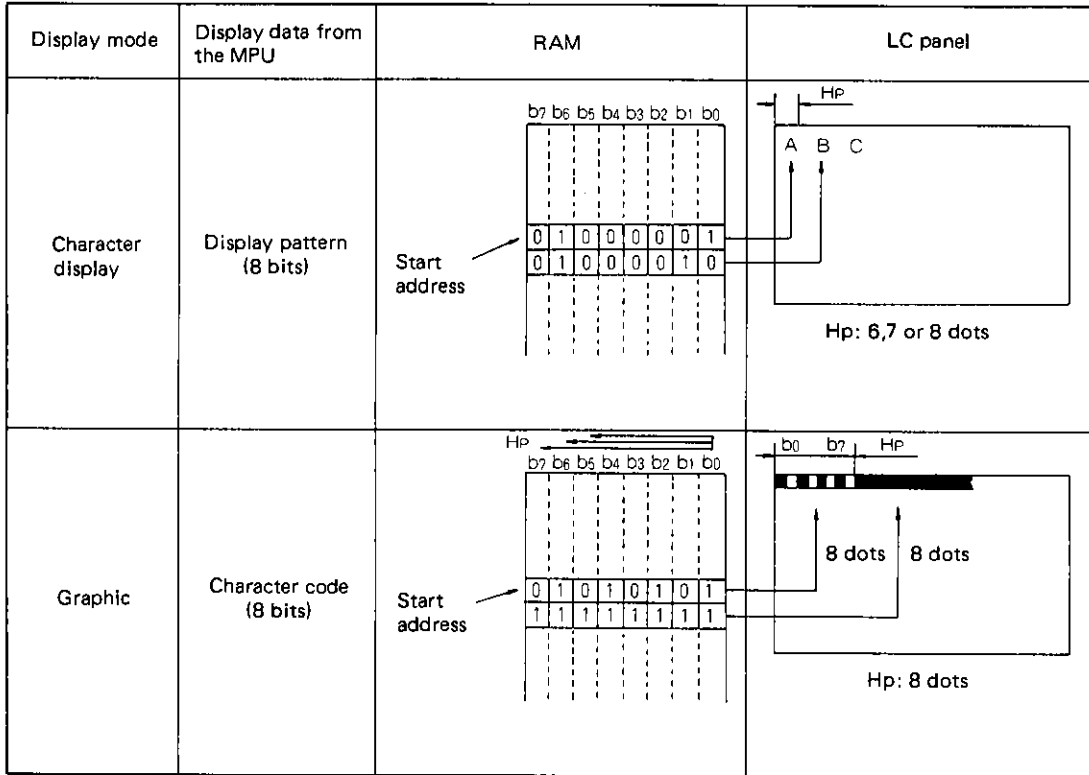 Display mode
Display data from
the MPU
RAM
LC panel
Character
display
Display pattern
(8 bits)
Start
address
b7 b6 b5 b4 b3 b2 b1 b0
0 1 0 0 0 0 0 1
0 1 0 0 0 0 1 0
HP
A B C
Hp: 6,7 or 8 dots
Graphic
Character code
(8 bits)
Start
address
HP
b7 b6 b5 b4 b3 b2 b1 b0
0 1 0 1 0 1 0 1
1 1 1 1 1 1 1 1
b0 b7 HP
8 dots 8 dots
Hp: 8 dots